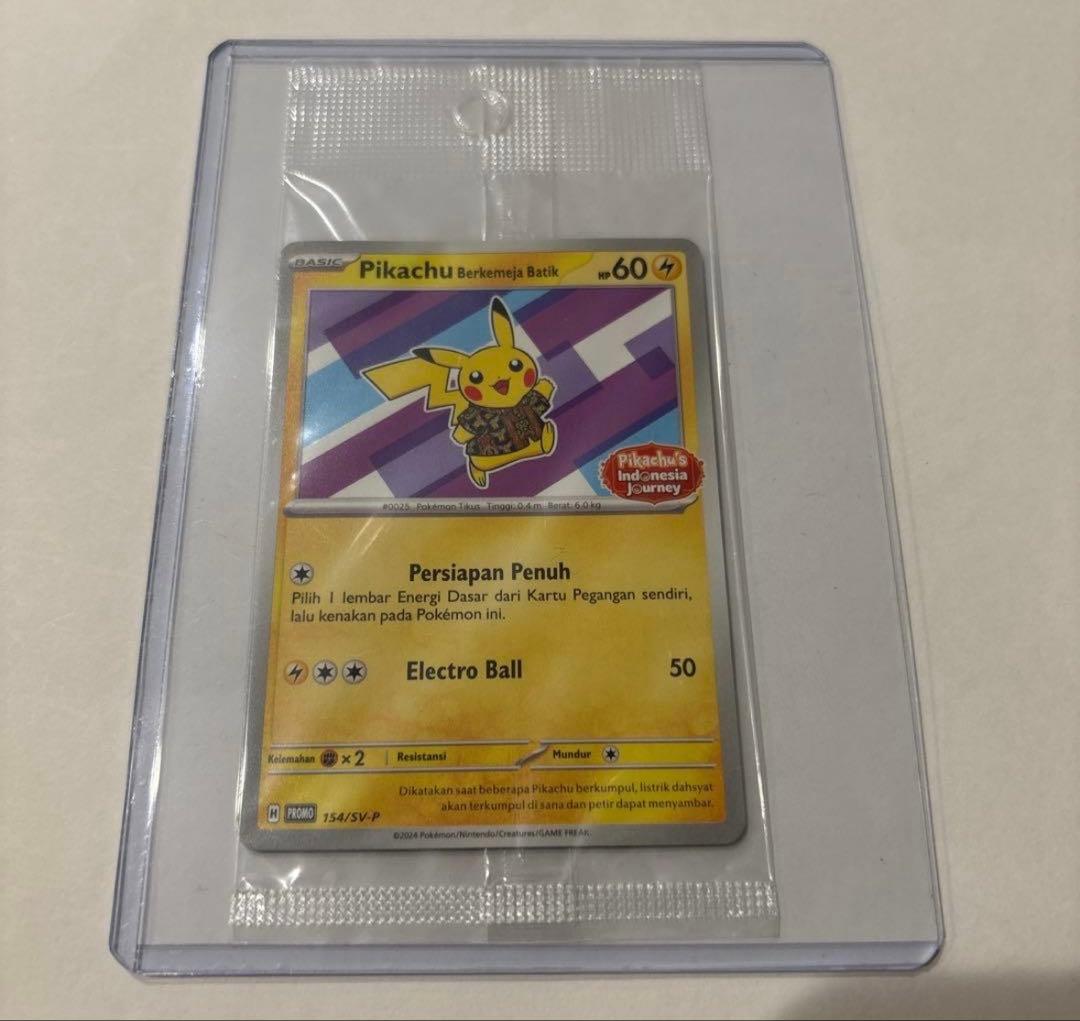 BASIC Pikachu Berkemeja Batik HP 60
Pikachu's
Indonesia
Journey
#0025 Pokémon Tikus Tinggi: 0.4 m Berat: 6.0 kg
Persiapan Penuh
Pilih 1 lembar Energi Dasar dari Kartu Pegangan sendiri,
lalu kenakan pada Pokémon ini.
Electro Ball 50
Kelemahan ×2 Resistansi Mundur
Dikatakan saat beberapa Pikachu berkumpul, listrik dahsyat
akan terkumpul di sana dan petir dapat menyambar.
H PROMO 154/SV-P
©2024 Pokémon/Nintendo/Creatures/GAME FREAK.